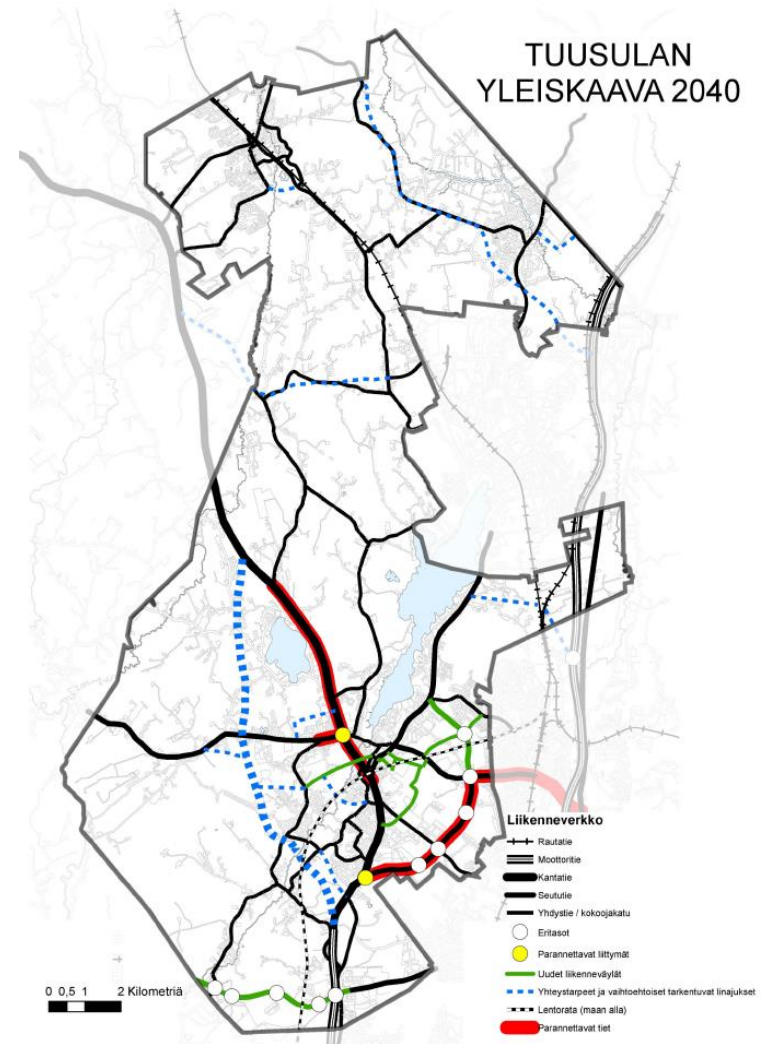 TUUSULAN
YLEISKAAVA 2040
Liikenneverkko
Rautatie
Moottoritie
Kantatie
Seututie
Yhdystie / kokoojakatu
Eritasot
Parannettavat liittymät
Uudet liikenneväylät
Yhteystarpeet ja vaihtoehtoiset tarkentuvat linajukset
Lentorata (maan alla)
Parannettavat tiet
0 0,5 1 2 Kilometriä